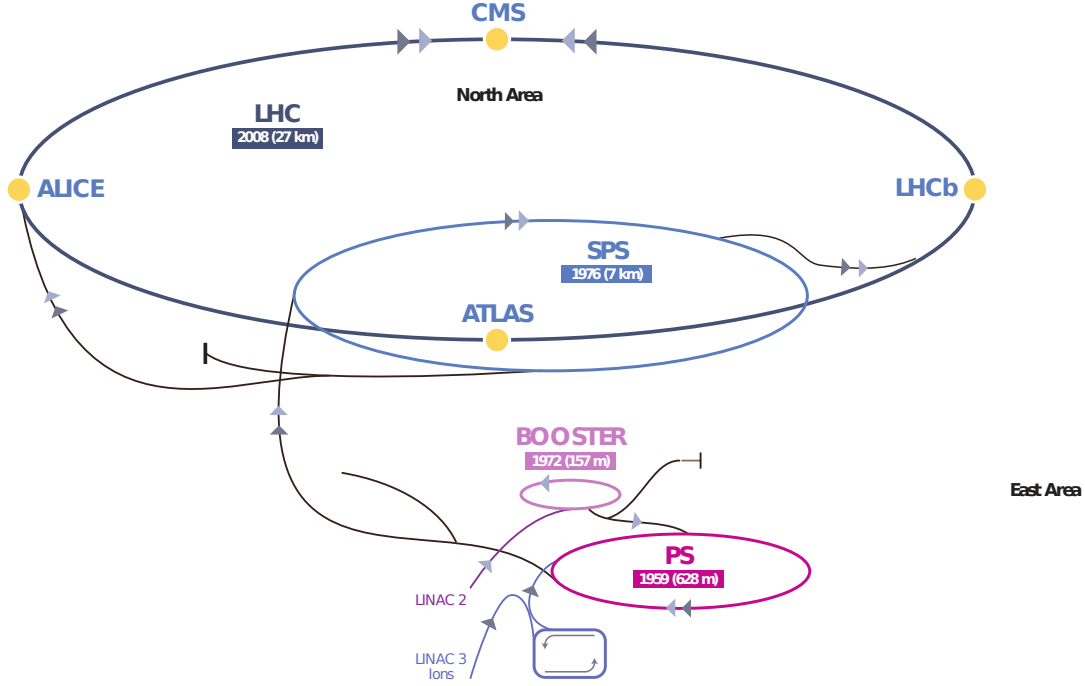 CMS
North Area
LHC
2008 (27 km)
ALICE
LHCb
SPS
1976 (7 km)
ATLAS
BOOSTER
1972 (157 m)
East Area
PS
1959 (628 m)
LINAC 2
LINAC 3
Ions